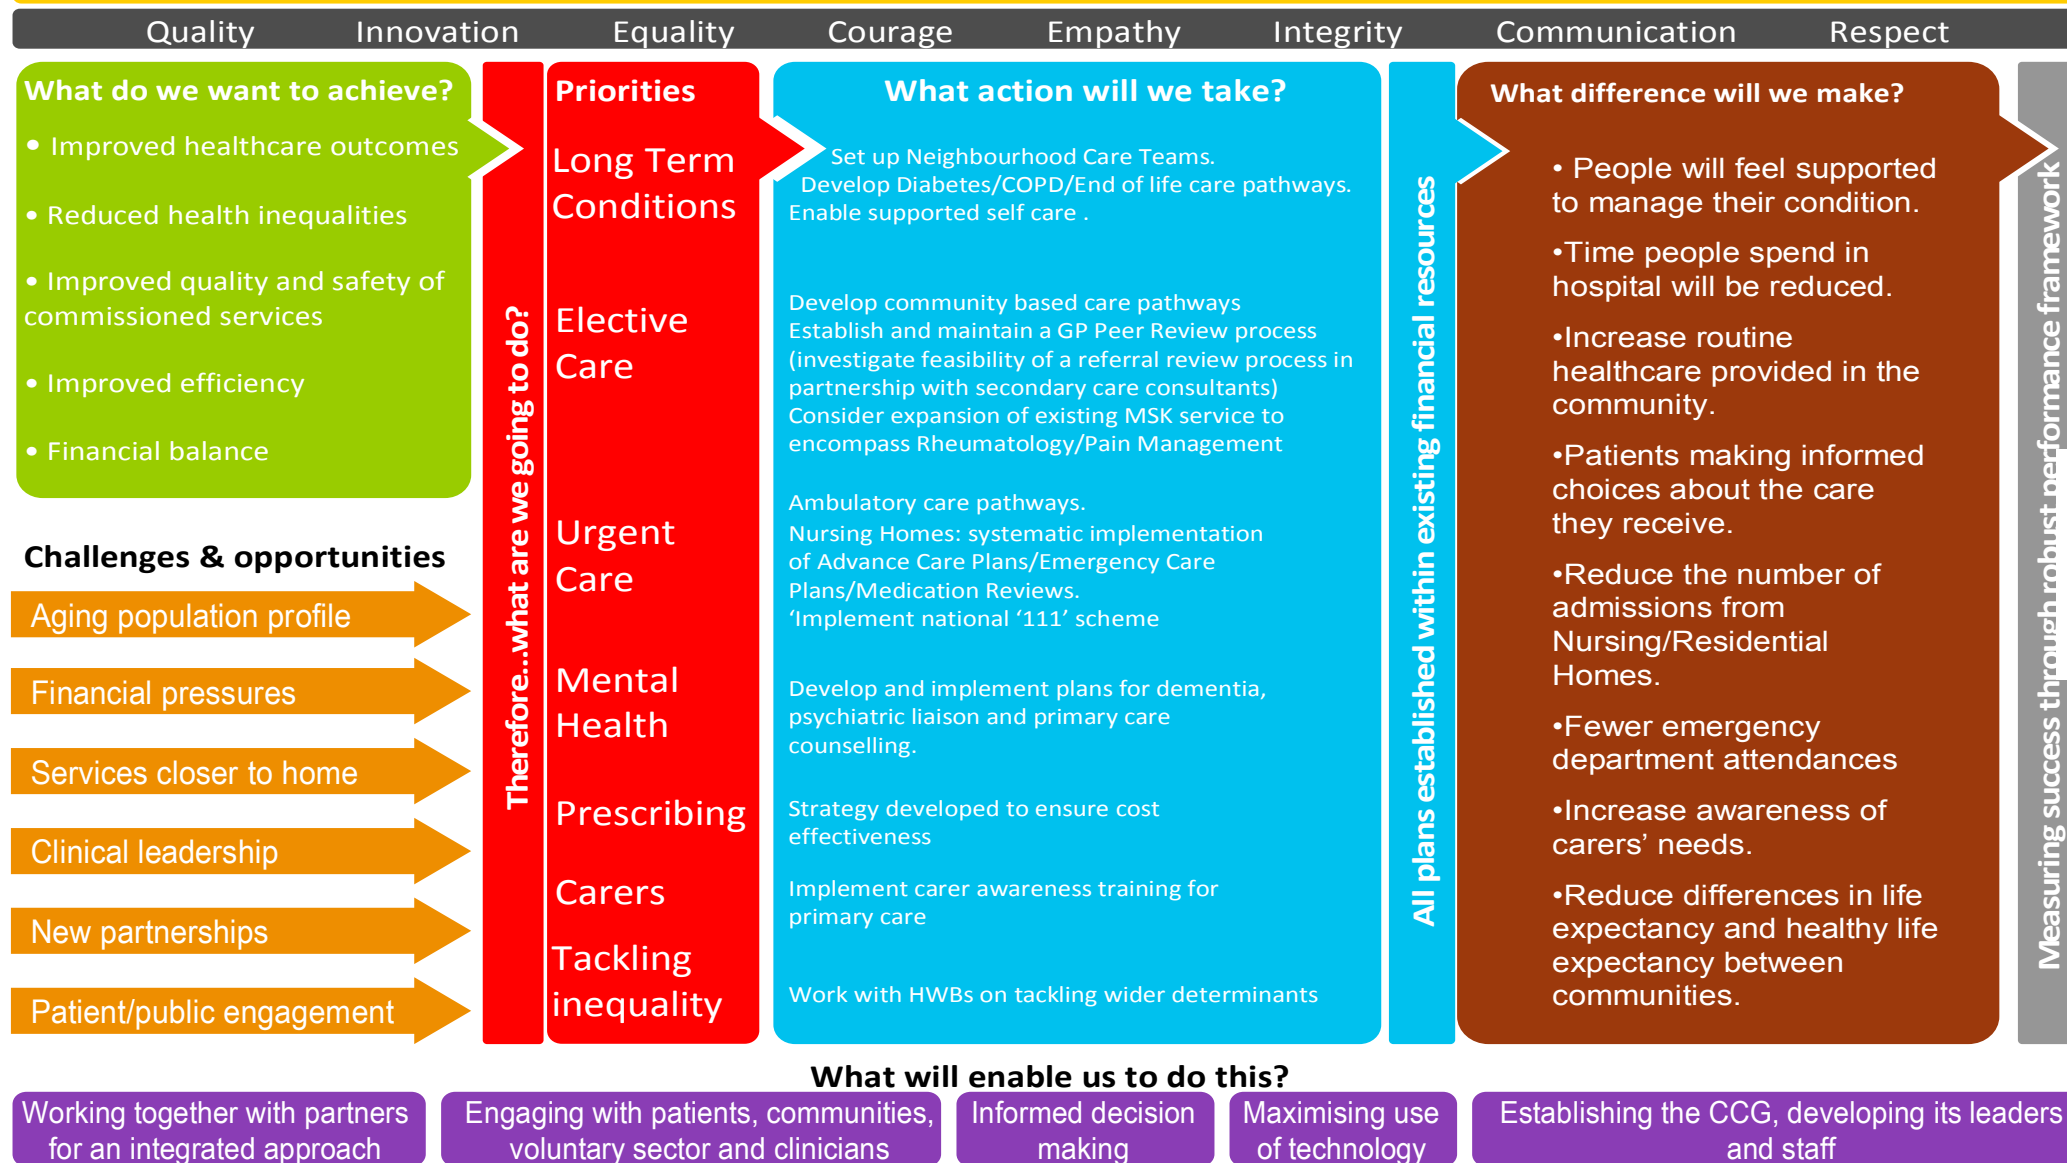 Quality Innovation Equality Courage Empathy Integrity Communication Respect
What do we want to achieve?
• Improved healthcare outcomes
• Reduced health inequalities
• Improved quality and safety of
commissioned services
• Improved efficiency
• Financial balance
Challenges & opportunities
Aging population profile
Financial pressures
Services closer to home
Clinical leadership
New partnerships
Patient/public engagement
Therefore...what are we going to do?
Priorities
Long Term
Conditions
Elective
Care
Urgent
Care
Mental
Health
Prescribing
Carers
Tackling
inequality
What action will we take?
Set up Neighbourhood Care Teams.
Develop Diabetes/COPD/End of life care pathways.
Enable supported self care .
Develop community based care pathways
Establish and maintain a GP Peer Review process
(investigate feasibility of a referral review process in
partnership with secondary care consultants)
Consider expansion of existing MSK service to
encompass Rheumatology/Pain Management
Ambulatory care pathways.
Nursing Homes: systematic implementation
of Advance Care Plans/Emergency Care
Plans/Medication Reviews.
‘Implement national ‘111’ scheme
Develop and implement plans for dementia,
psychiatric liaison and primary care
counselling.
Strategy developed to ensure cost
effectiveness
Implement carer awareness training for
primary care
Work with HWBs on tackling wider determinants
All plans established within existing financial resources
What difference will we make?
• People will feel supported
to manage their condition.
•Time people spend in
hospital will be reduced.
•Increase routine
healthcare provided in the
community.
•Patients making informed
choices about the care
they receive.
•Reduce the number of
admissions from
Nursing/Residential
Homes.
•Fewer emergency
department attendances
•Increase awareness of
carers’ needs.
•Reduce differences in life
expectancy and healthy life
expectancy between
communities.
Measuring success through robust performance framework
What will enable us to do this?
Working together with partners
for an integrated approach
Engaging with patients, communities,
voluntary sector and clinicians
Informed decision
making
Maximising use
of technology
Establishing the CCG, developing its leaders
and staff